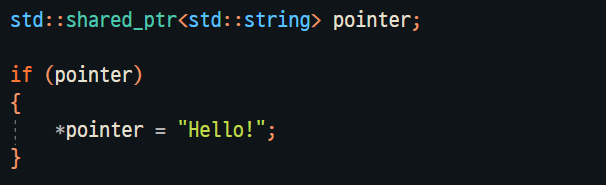 std::shared_ptr<std::string> pointer;
if (pointer)
{
*pointer = "Hello!";
}